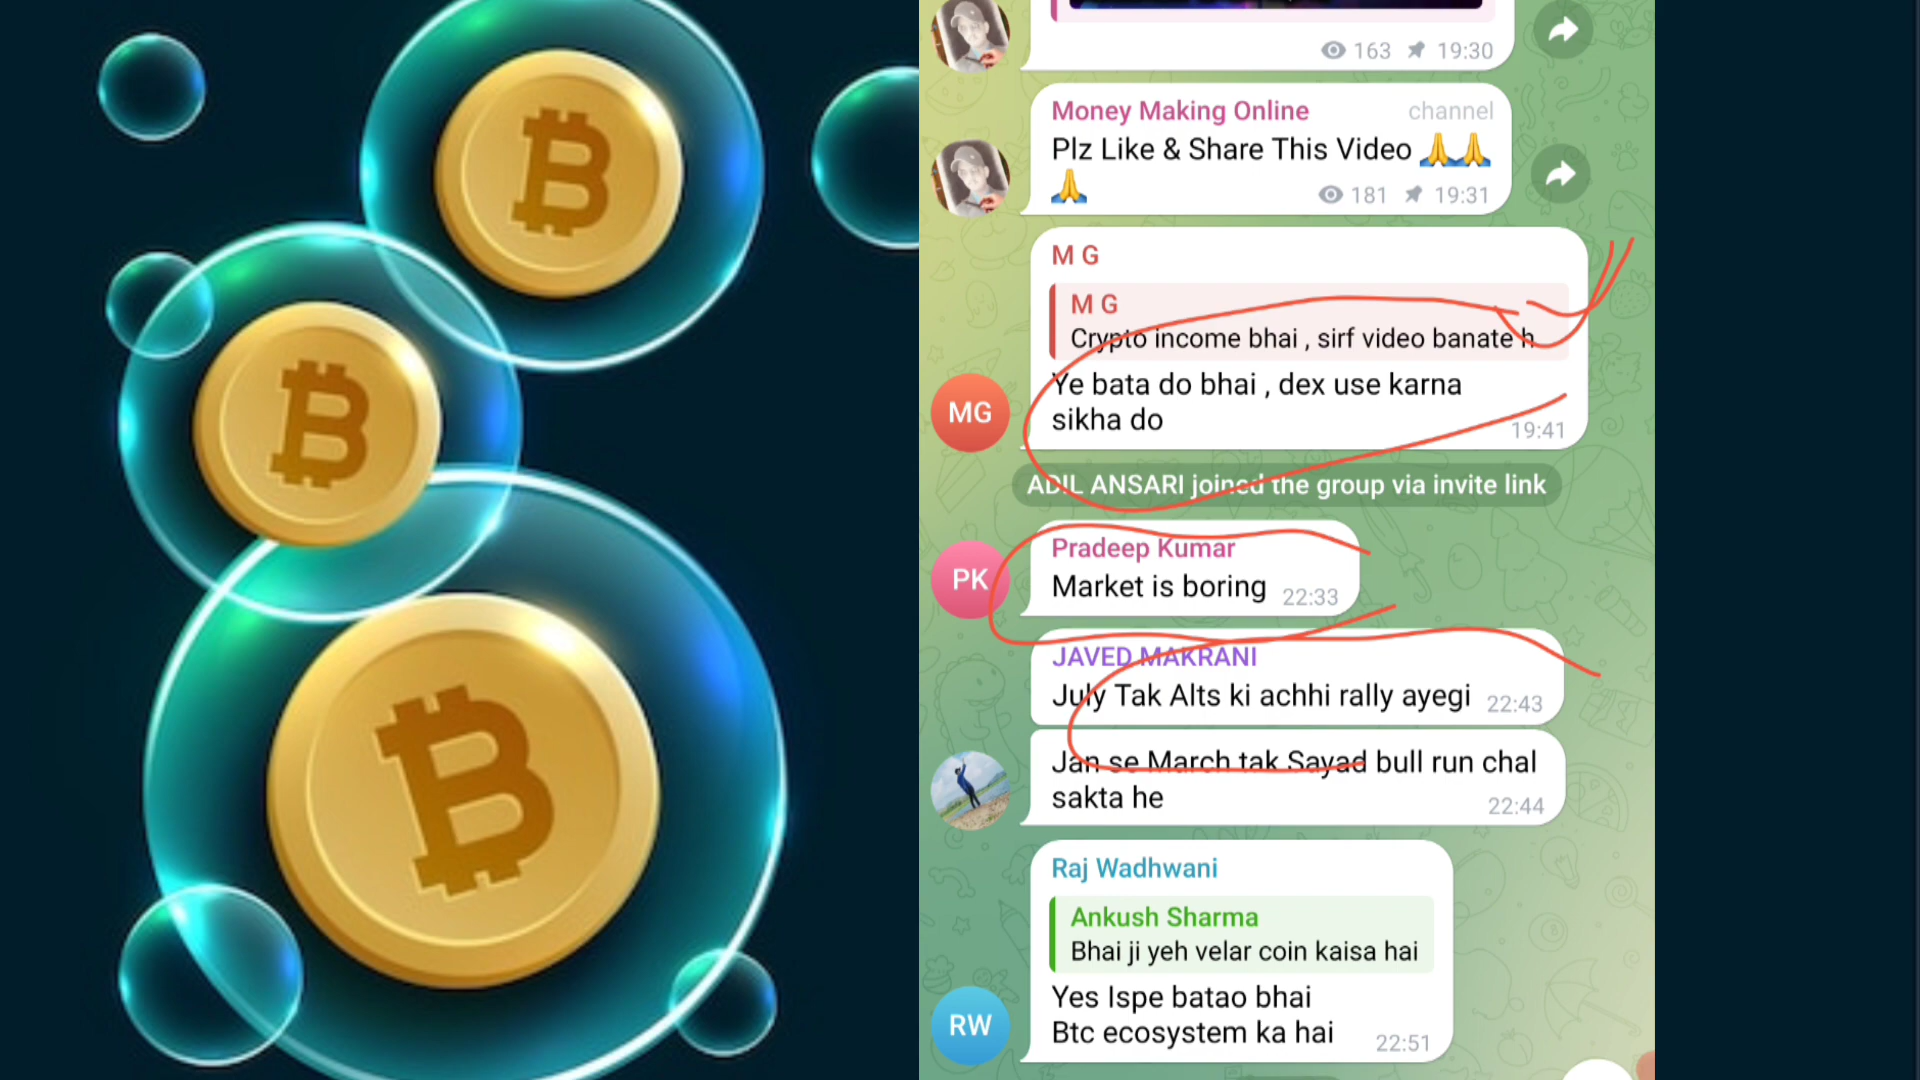 163 19:30
Money Making Online channel
Plz Like & Share This Video 🙏🙏
🙏 181 19:31
M G
M G
Crypto income bhai , sirf video banate h
Ye bata do bhai , dex use karna
sikha do
19:41
MG
ADIL ANSARI joined the group via invite link
Pradeep Kumar
PK
Market is boring 22:33
JAVED MAKRANI
July Tak Alts ki achhi rally ayegi 22:43
Jan se March tak Sayad bull run chal
sakta he 22:44
Raj Wadhwani
Ankush Sharma
Bhai ji yeh velar coin kaisa hai
Yes Ispe batao bhai
RW
Btc ecosystem ka hai 22:51